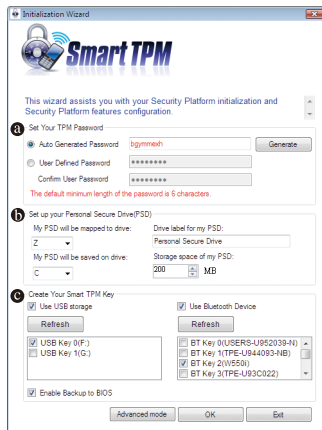 Initialization Wizard
Smart TPM
This wizard assists you with your Security Platform initialization and
Security Platform features configuration.
a Set Your TPM Password
Auto Generated Password bgymmexh Generate
User Defined Password ********
Confirm User Password ********
The default minimum length of the password is 6 characters.
b Set up your Personal Secure Drive(PSD)
My PSD will be mapped to drive: Drive label for my PSD:
Z Personal Secure Drive
My PSD will be saved on drive: Storage space of my PSD:
C 200 MB
c Create Your Smart TPM Key
Use USB storage Use Bluetooth Device
Refresh Refresh
USB Key 0(F:) BT Key 0(USERS-U952039-N)
USB Key 1(G:) BT Key 1(TPE-U944093-NB)
BT Key 2(W550i)
BT Key 3(TPE-U93C022)
Enable Backup to BIOS
Advanced mode OK Exit